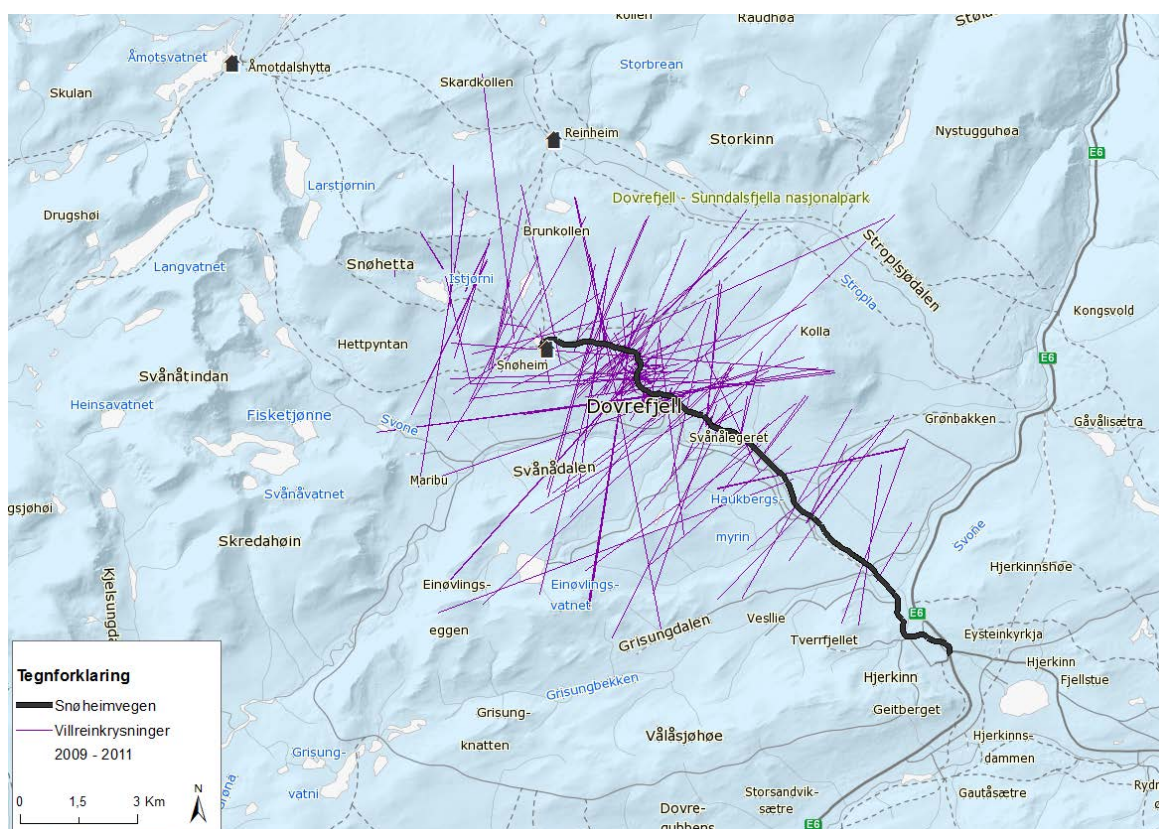 kollen
Raudhøa
Åmotsvatnet
Åmotdalshytta
Skardkollen
Storbrean
Skulan
Reinheim
Storkinn
Nystugguhøa
E6
Larstjørnin
Dovrefjell - Sunndalsfjella nasjonalpark
Drugshøi
Brunkollen
Stroplsjødalen
Langvatnet
Snøhetta
Istjørni
Stropla
Kongsvold
Hettpyntan
Kolla
E6
Snøheim
Svånåtindan
Heinsavatnet
Fisketjønne
Svone
Dovrefjell
Grønbakken
Gåvålisætra
Svånålegeret
Svånådalen
Maribu
Svånåvatnet
Haukbergs-
myrin
Svone
gsjøhøi
Skredahøin
Hjerkinnshøe
Einøvlings-
eggen
Einøvlings-
vatnet
Grisungdalen
Vesllie
Tverrfjellet
E6
Eysteinkyrkja
Hjerkinn
Fjellstue
Hjerkinn
Geitberget
Grisungbekken
Grisung-
knatten
Vålåsjøhøe
Hjerkinns-
dammen
Grisung-
vatni
Storsandvik-
sætre
Gautåsætre
Dovre-
gubbens
E6
Tegnforklaring
Snøheimvegen
Villreinkrysninger
2009 - 2011
0 1,5 3 Km
N